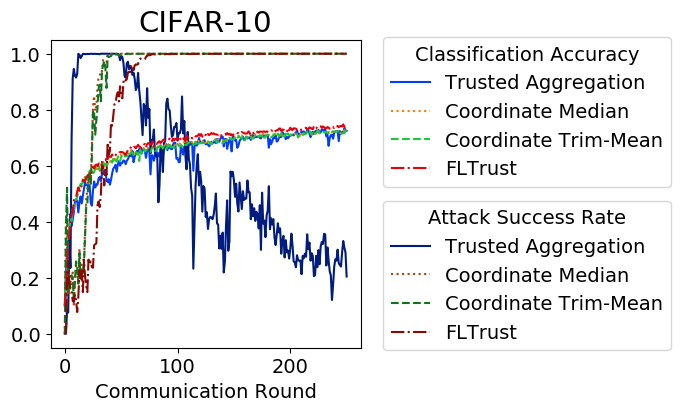 CIFAR-10
1.0
0.8
0.6
0.4
0.2
0.0
0
100
200
Communication Round
Classification Accuracy
Trusted Aggregation
Coordinate Median
Coordinate Trim-Mean
FLTrust
Attack Success Rate
Trusted Aggregation
Coordinate Median
Coordinate Trim-Mean
FLTrust